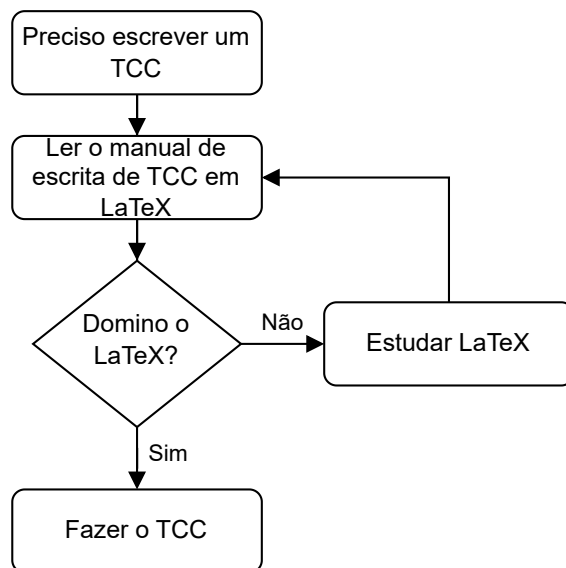 Preciso escrever um
TCC
Ler o manual de
escrita de TCC em
LaTeX
Domino o
LaTeX?
Não
Estudar LaTeX
Sim
Fazer o TCC